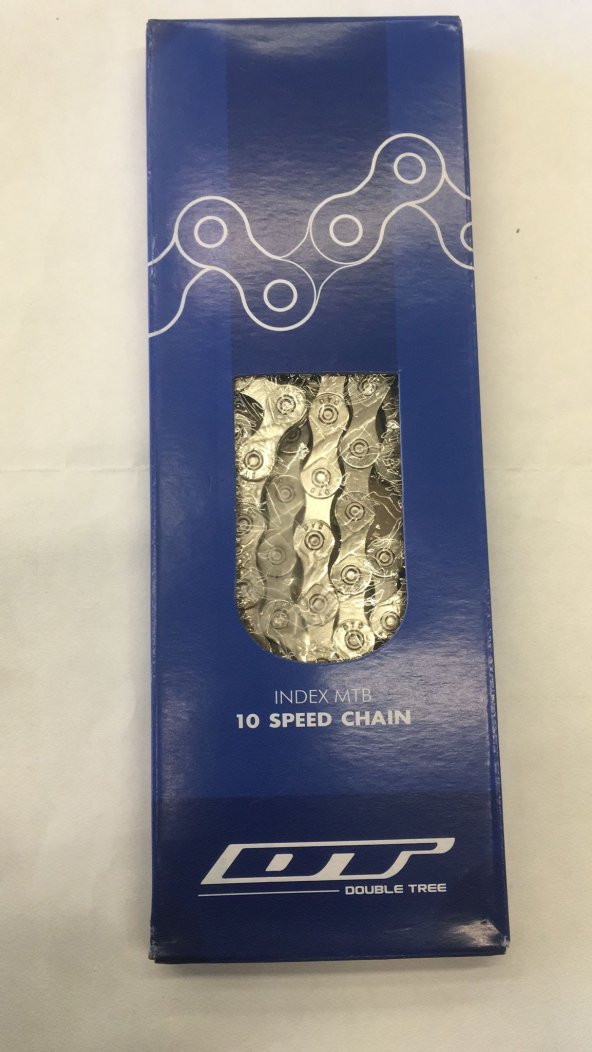 INDEX MTB
10 SPEED CHAIN
DT
DOUBLE TREE